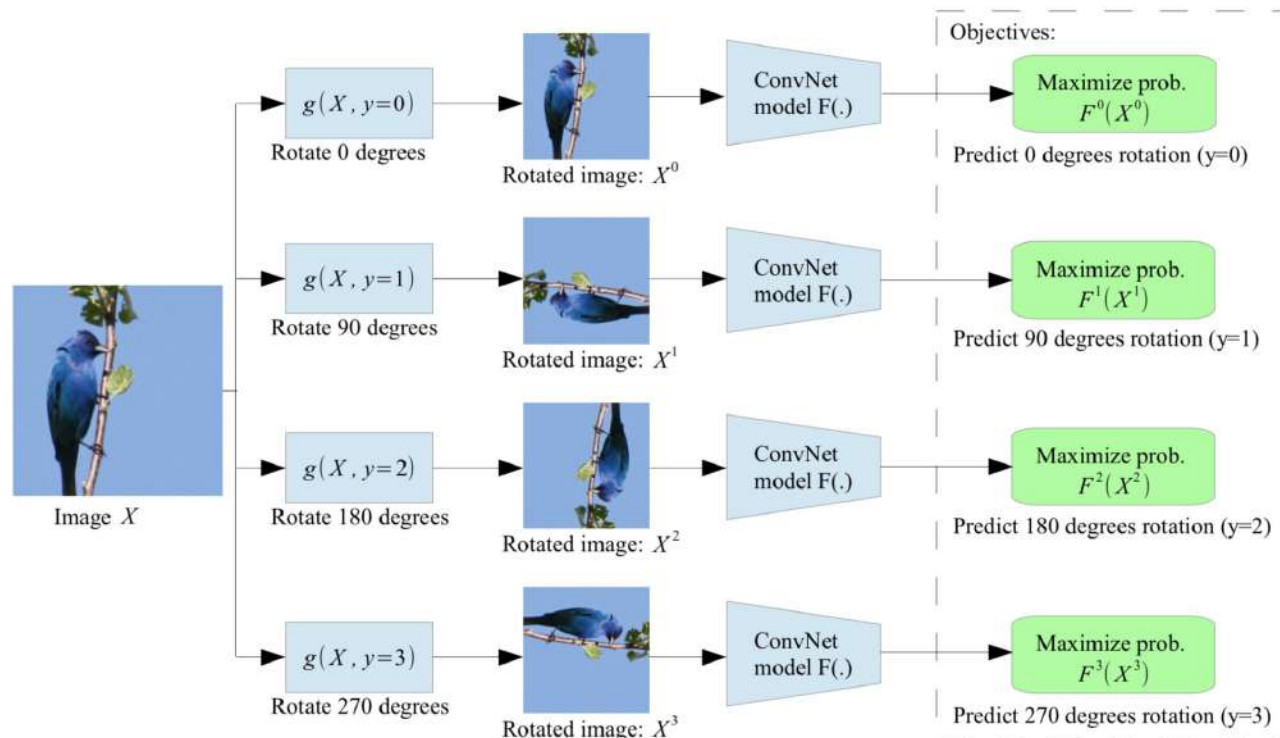 Objectives:
g(X, y=0)
Rotate 0 degrees
Rotated image: X⁰
ConvNet
model F(.)
Maximize prob.
F⁰(X⁰)
Predict 0 degrees rotation (y=0)
g(X, y=1)
Rotate 90 degrees
Rotated image: X¹
ConvNet
model F(.)
Maximize prob.
F¹(X¹)
Predict 90 degrees rotation (y=1)
Image X
g(X, y=2)
Rotate 180 degrees
Rotated image: X²
ConvNet
model F(.)
Maximize prob.
F²(X²)
Predict 180 degrees rotation (y=2)
g(X, y=3)
Rotate 270 degrees
Rotated image: X³
ConvNet
model F(.)
Maximize prob.
F³(X³)
Predict 270 degrees rotation (y=3)